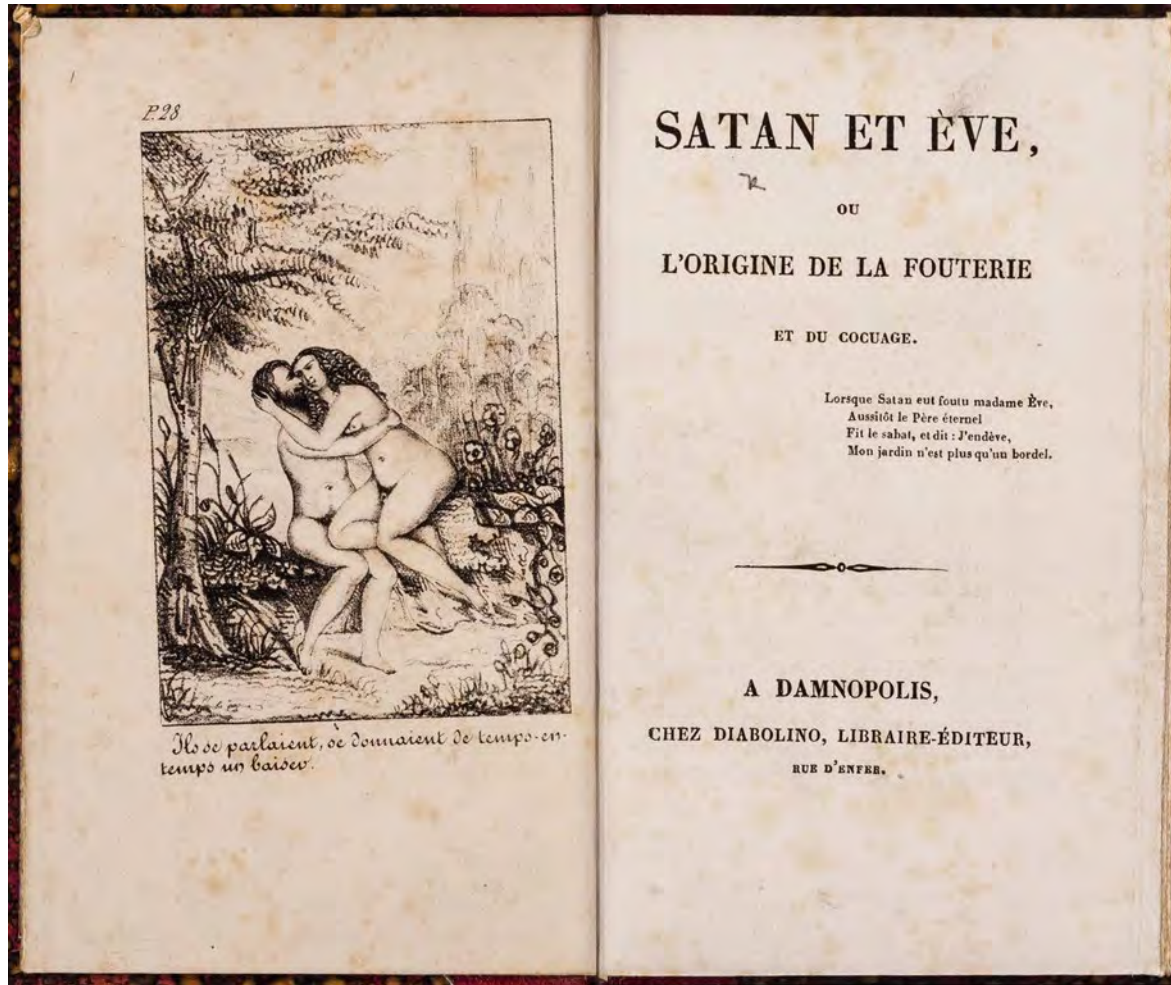 P. 28
Ils se parlaient, se donnaient de temps-en-
temps un baiser.
SATAN ET ÈVE,
OU
L'ORIGINE DE LA FOUTERIE
ET DU COCUAGE.
Lorsque Satan eut foutu madame Ève,
Aussitôt le Père éternel
Fit le sabat, et dit : J'endève,
Mon jardin n'est plus qu'un bordel.
A DAMNOPOLIS,
CHEZ DIABOLINO, LIBRAIRE-ÉDITEUR,
RUE D'ENFER.